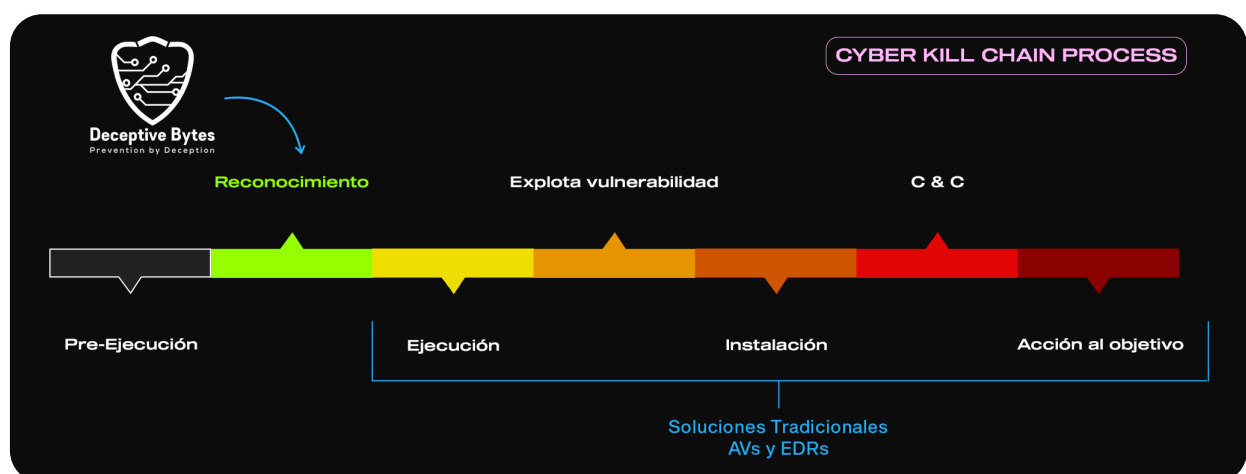 CYBER KILL CHAIN PROCESS
Deceptive Bytes
Prevention by Deception
Reconocimiento
Explota vulnerabilidad
C & C
Pre-Ejecución
Ejecución
Instalación
Acción al objetivo
Soluciones Tradicionales
AVs y EDRs